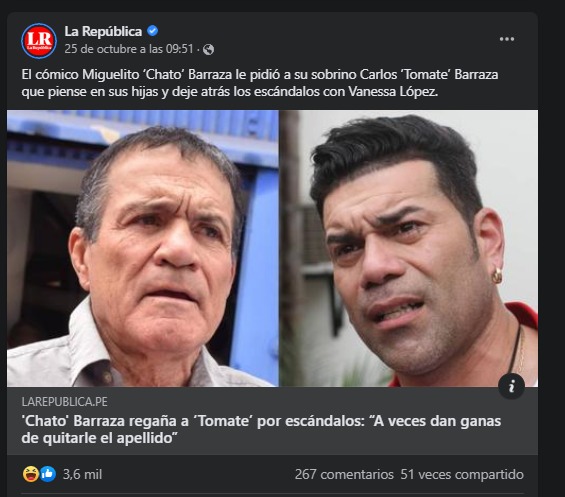 La República
25 de octubre a las 09:51 ·
LR
La República
El cómico Miguelito ‘Chato’ Barraza le pidió a su sobrino Carlos ‘Tomate’ Barraza
que piense en sus hijas y deje atrás los escándalos con Vanessa López.
i
LAREPUBLICA.PE
'Chato' Barraza regaña a ‘Tomate’ por escándalos: “A veces dan ganas
de quitarle el apellido”
3,6 mil 267 comentarios 51 veces compartido